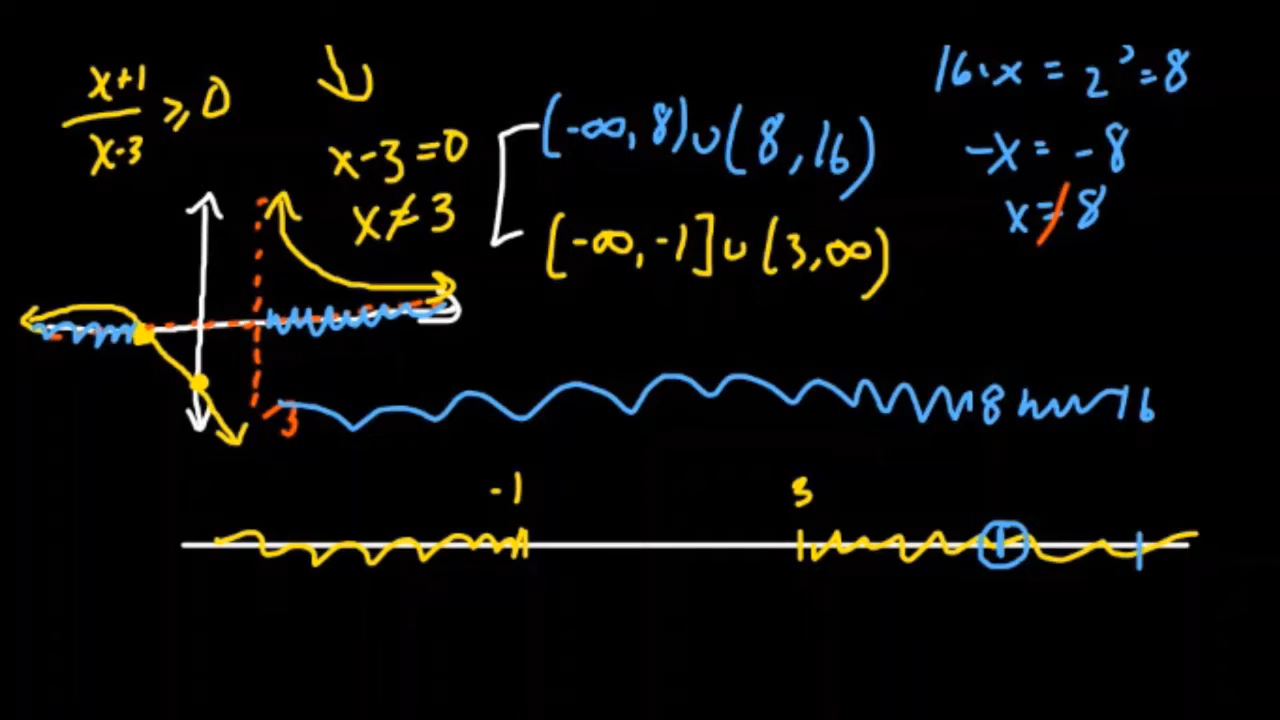 x+1
x-3
≥ 0
x-3=0
x≠3
(-∞,8)∪(8,16)
[-∞,-1]∪(3,∞)
16-x = 2³=8
-x = -8
x≠8
3
8
16
-1
3